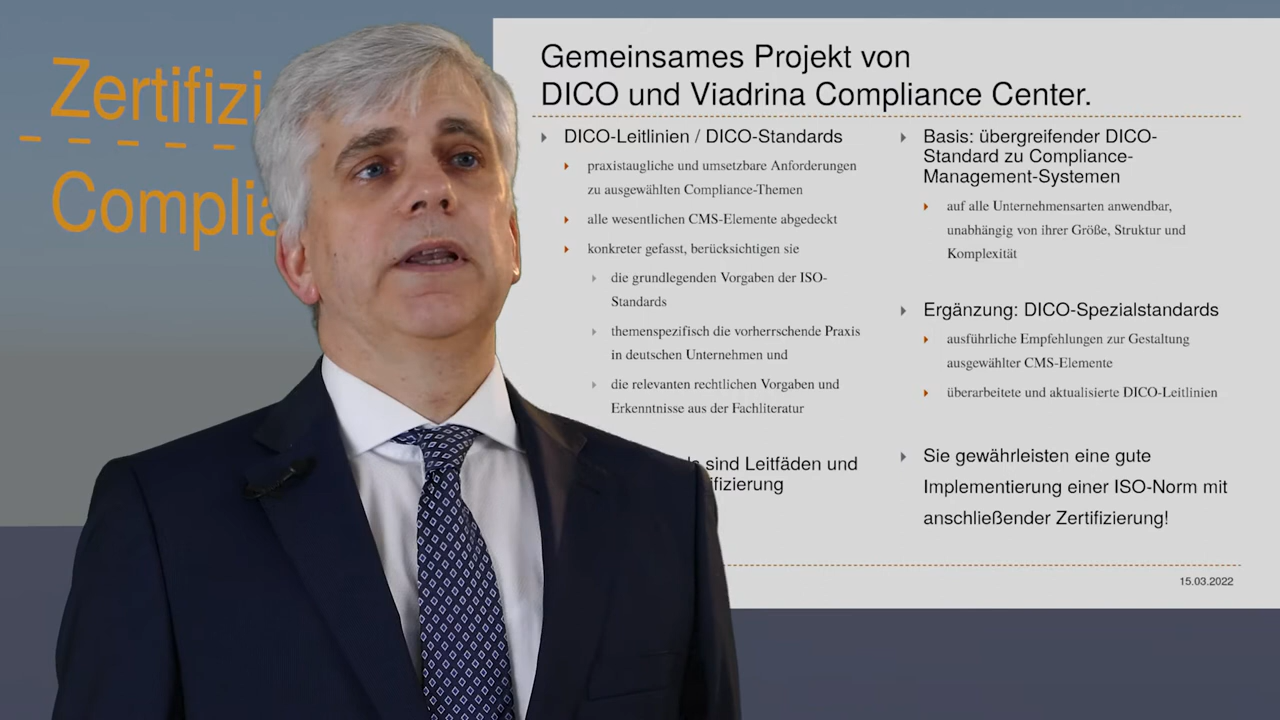 Zertifizi
Complia
Gemeinsames Projekt von
DICO und Viadrina Compliance Center.
DICO-Leitlinien / DICO-Standards
praxistaugliche und umsetzbare Anforderungen
zu ausgewählten Compliance-Themen
alle wesentlichen CMS-Elemente abgedeckt
konkreter gefasst, berücksichtigen sie
die grundlegenden Vorgaben der ISO-
Standards
themenspezifisch die vorherrschende Praxis
in deutschen Unternehmen und
die relevanten rechtlichen Vorgaben und
Erkenntnisse aus der Fachliteratur
sind Leitfäden und
ifizierung
Basis: übergreifender DICO-
Standard zu Compliance-
Management-Systemen
auf alle Unternehmensarten anwendbar,
unabhängig von ihrer Größe, Struktur und
Komplexität
Ergänzung: DICO-Spezialstandards
ausführliche Empfehlungen zur Gestaltung
ausgewählter CMS-Elemente
überarbeitete und aktualisierte DICO-Leitlinien
Sie gewährleisten eine gute
Implementierung einer ISO-Norm mit
anschließender Zertifizierung!
15.03.2022